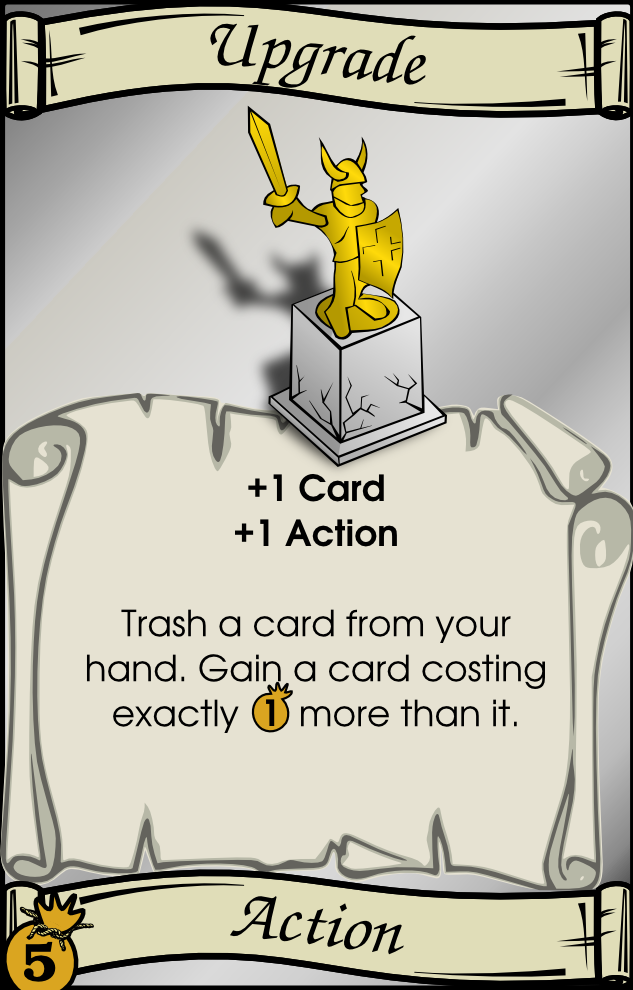 Upgrade
+1 Card
+1 Action
Trash a card from your
hand. Gain a card costing
exactly 1 more than it.
Action
5